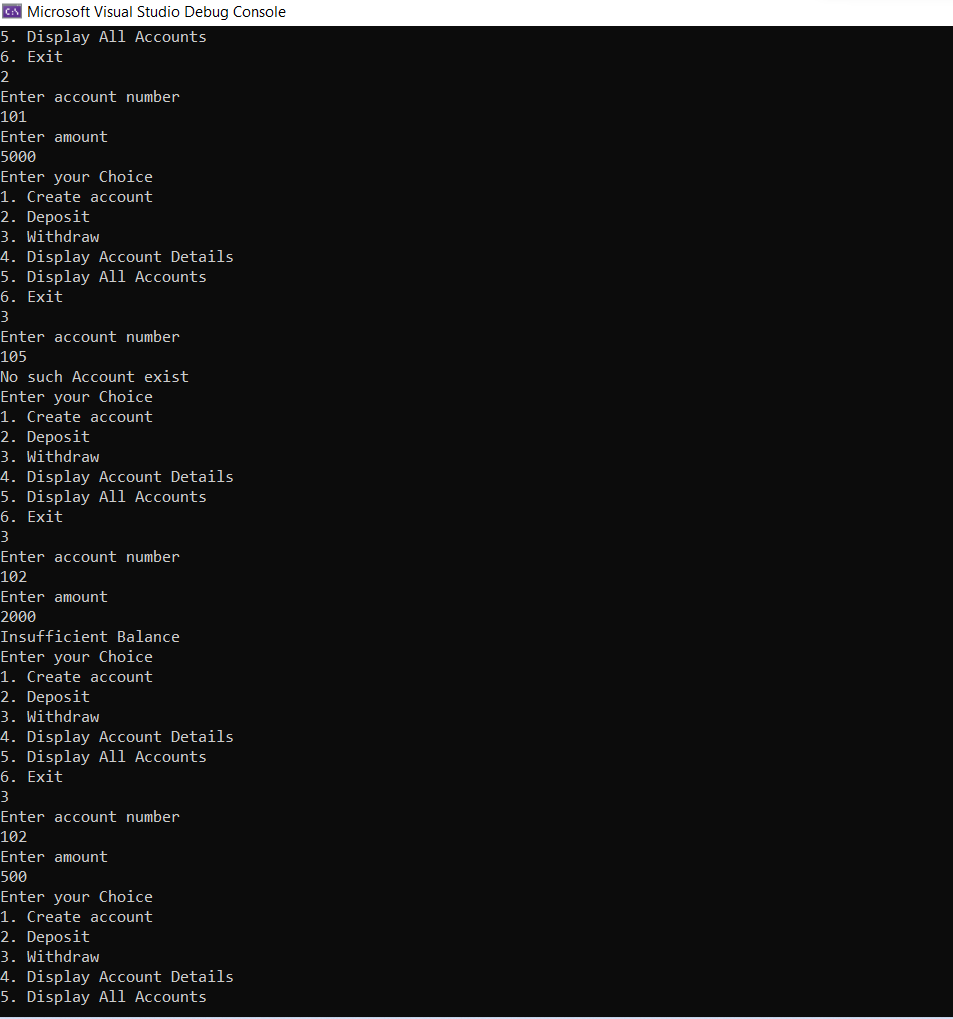 Microsoft Visual Studio Debug Console
5. Display All Accounts
6. Exit
2
Enter account number
101
Enter amount
5000
Enter your Choice
1. Create account
2. Deposit
3. Withdraw
4. Display Account Details
5. Display All Accounts
6. Exit
3
Enter account number
105
No such Account exist
Enter your Choice
1. Create account
2. Deposit
3. Withdraw
4. Display Account Details
5. Display All Accounts
6. Exit
3
Enter account number
102
Enter amount
2000
Insufficient Balance
Enter your Choice
1. Create account
2. Deposit
3. Withdraw
4. Display Account Details
5. Display All Accounts
6. Exit
3
Enter account number
102
Enter amount
500
Enter your Choice
1. Create account
2. Deposit
3. Withdraw
4. Display Account Details
5. Display All Accounts